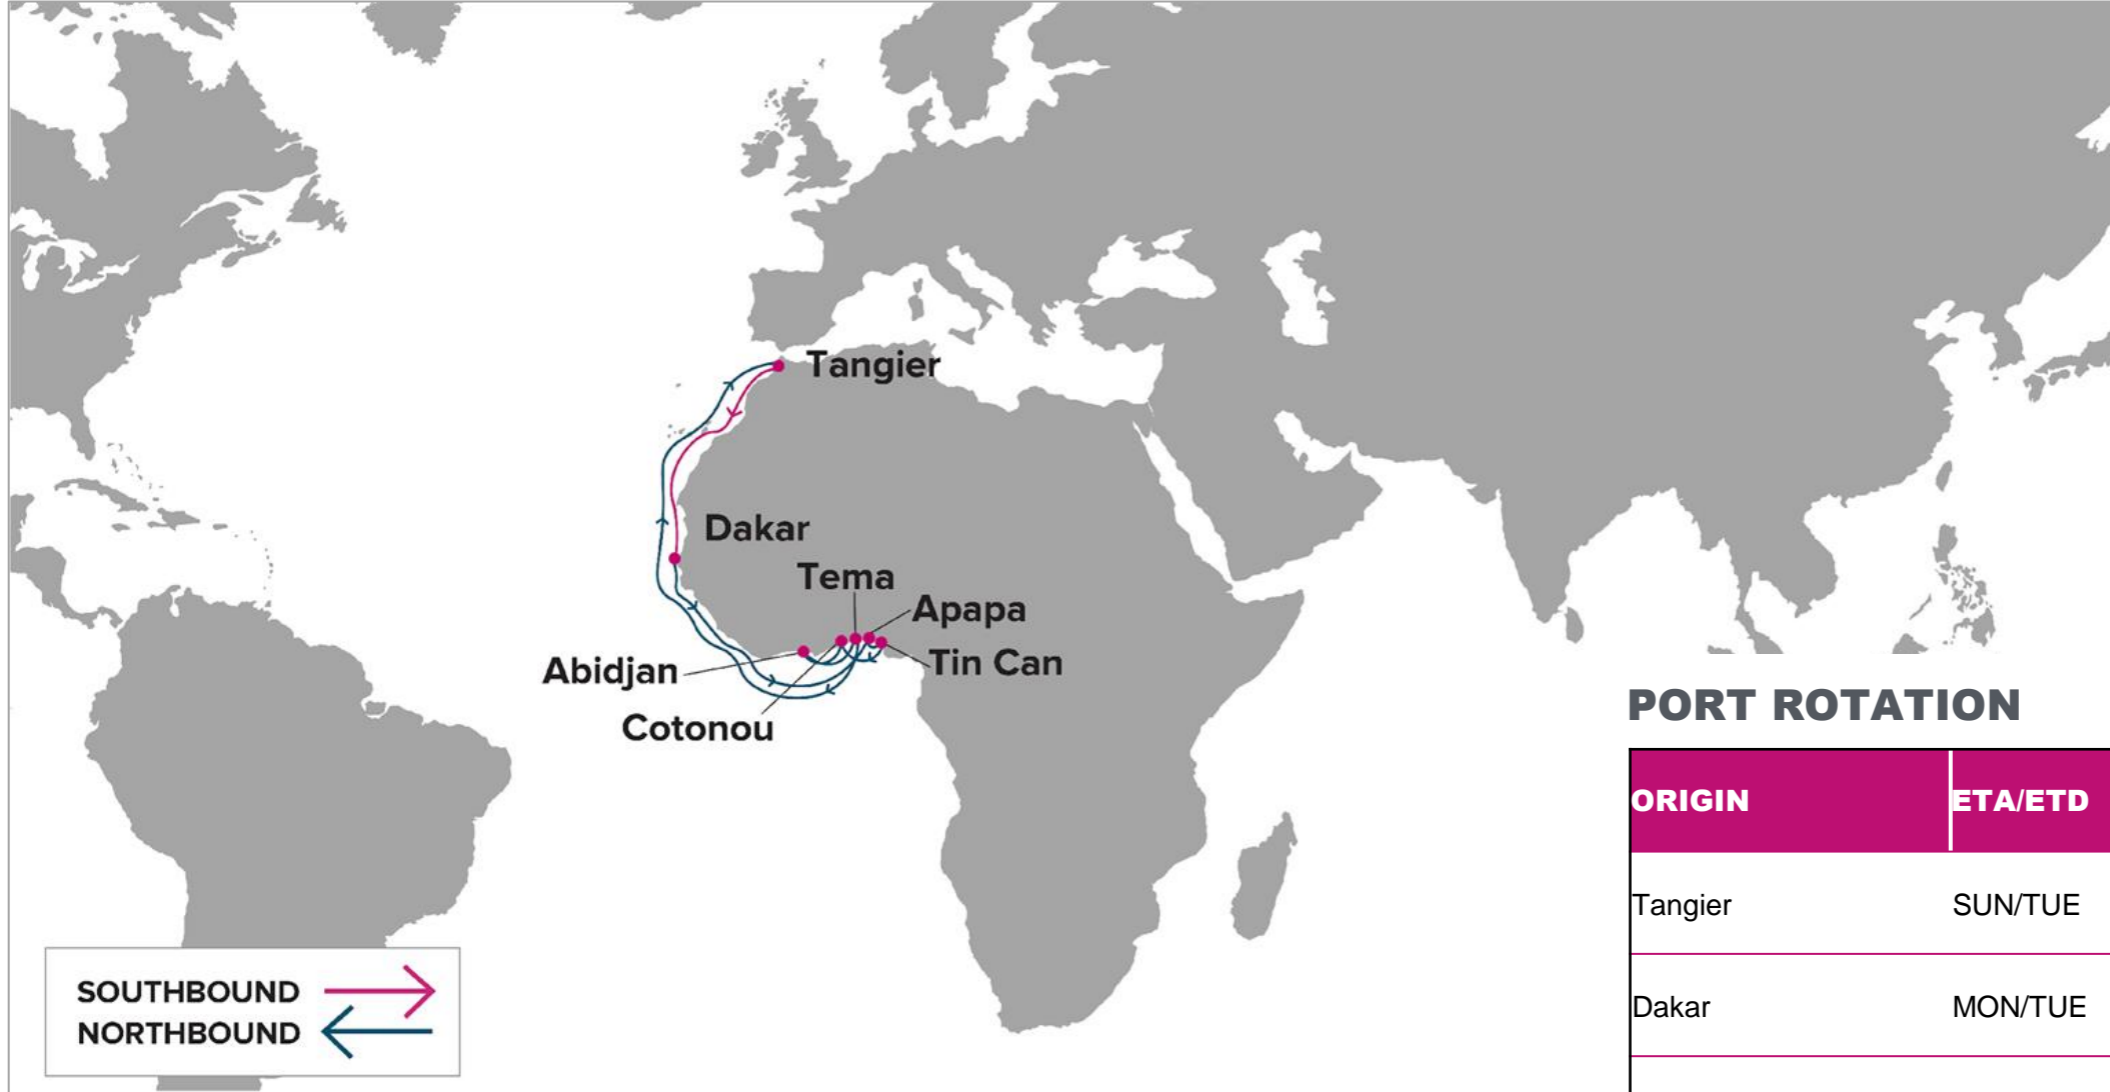 Tangier
Dakar
Tema
Apapa
Tin Can
Abidjan
Cotonou
SOUTHBOUND
NORTHBOUND
PORT ROTATION
ORIGIN ETA/ETD
Tangier SUN/TUE
Dakar MON/TUE